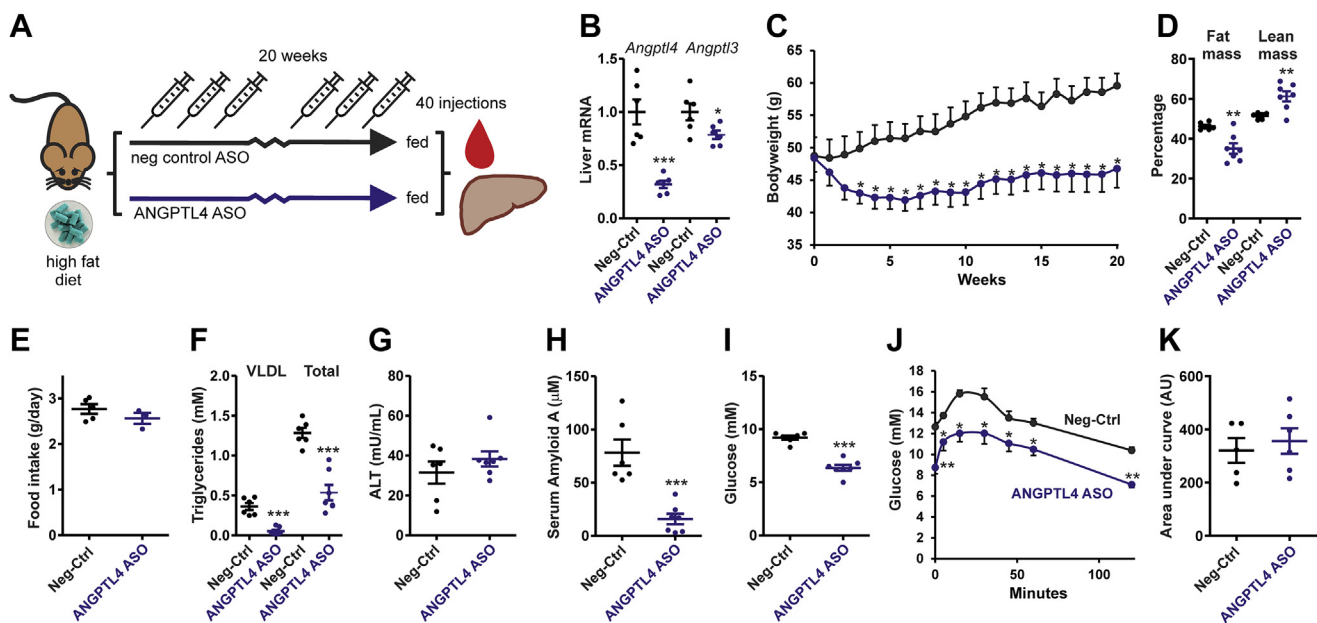 A
20 weeks
40 injections
neg control ASO
fed
ANGPTL4 ASO
fed
high fat
diet
B
Angptl4 Angptl3
Liver mRNA
1.5
1.0
0.5
0.0
***
*
Neg-Ctrl
ANGPTL4 ASO
Neg-Ctrl
ANGPTL4 ASO
C
Bodyweight (g)
65
60
55
50
45
40
35
* * * * * * * * * * * * * * * * * *
0 5 10 15 20
Weeks
D
Fat
mass
Lean
mass
Percentage
80
60
40
20
0
**
**
Neg-Ctrl
ANGPTL4 ASO
Neg-Ctrl
ANGPTL4 ASO
E
Food intake (g/day)
3
2
1
0
Neg-Ctrl
ANGPTL4 ASO
F
VLDL Total
Triglycerides (mM)
2.0
1.5
1.0
0.5
0.0
***
***
Neg-Ctrl
ANGPTL4 ASO
Neg-Ctrl
ANGPTL4 ASO
G
ALT (mU/mL)
80
60
40
20
0
Neg-Ctrl
ANGPTL4 ASO
H
Serum Amyloid A (μM)
150
100
50
0
***
Neg-Ctrl
ANGPTL4 ASO
I
Glucose (mM)
15
10
5
0
***
Neg-Ctrl
ANGPTL4 ASO
J
Glucose (mM)
18
16
14
12
10
8
6
4
2
0
Neg-Ctrl
* * * * *
**
**
ANGPTL4 ASO
0 50 100
Minutes
K
Area under curve (AU)
600
400
200
0
Neg-Ctrl
ANGPTL4 ASO